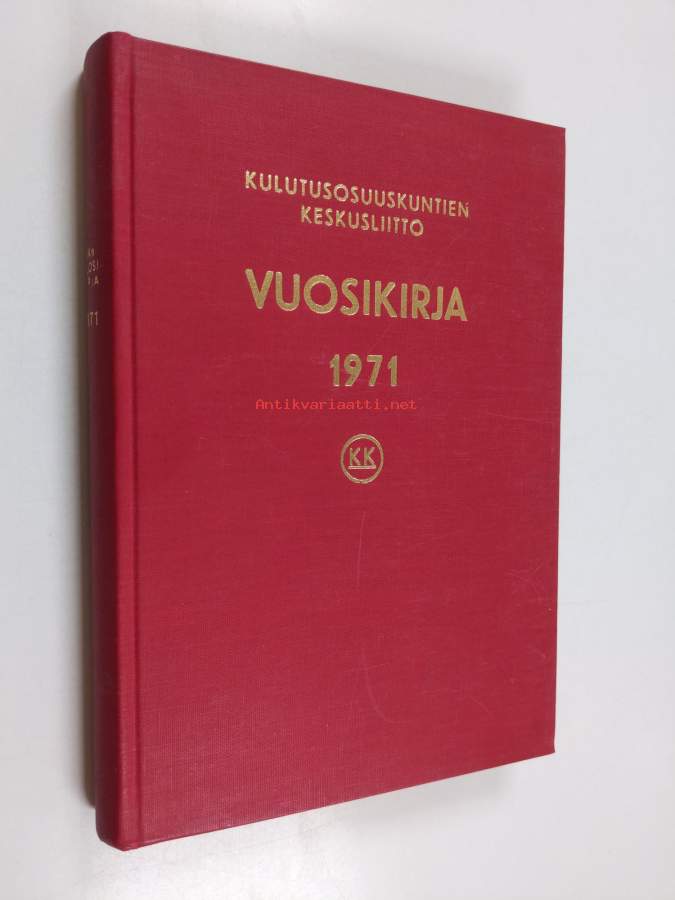 KULUTUSOSUUSKUNTIEN
KESKUSLIITTO
VUOSIKIRJA
1971
Antikvariaatti.net
KK